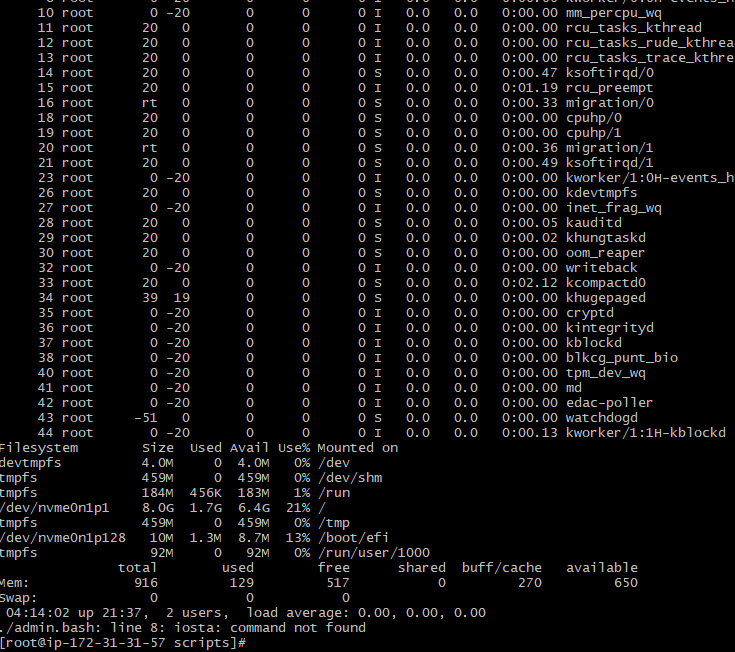 10 root 0 -20 0 0 0 I 0.0 0.0 0:00.00 mm_percpu_wq
11 root 20 0 0 0 0 I 0.0 0.0 0:00.00 rcu_tasks_kthread
12 root 20 0 0 0 0 I 0.0 0.0 0:00.00 rcu_tasks_rude_kthrea
13 root 20 0 0 0 0 I 0.0 0.0 0:00.00 rcu_tasks_trace_kthre
14 root 20 0 0 0 0 S 0.0 0.0 0:00.47 ksoftirqd/0
15 root 20 0 0 0 0 I 0.0 0.0 0:01.19 rcu_preempt
16 root rt 0 0 0 0 S 0.0 0.0 0:00.33 migration/0
18 root 20 0 0 0 0 S 0.0 0.0 0:00.00 cpuhp/0
19 root 20 0 0 0 0 S 0.0 0.0 0:00.00 cpuhp/1
20 root rt 0 0 0 0 S 0.0 0.0 0:00.36 migration/1
21 root 20 0 0 0 0 S 0.0 0.0 0:00.49 ksoftirqd/1
23 root 0 -20 0 0 0 I 0.0 0.0 0:00.00 kworker/1:0H-events_h
26 root 20 0 0 0 0 S 0.0 0.0 0:00.00 kdevtmpfs
27 root 0 -20 0 0 0 I 0.0 0.0 0:00.00 inet_frag_wq
28 root 20 0 0 0 0 S 0.0 0.0 0:00.05 kauditd
29 root 20 0 0 0 0 S 0.0 0.0 0:00.02 khungtaskd
30 root 20 0 0 0 0 S 0.0 0.0 0:00.00 oom_reaper
32 root 0 -20 0 0 0 I 0.0 0.0 0:00.00 writeback
33 root 20 0 0 0 0 S 0.0 0.0 0:02.12 kcompactd0
34 root 39 19 0 0 0 S 0.0 0.0 0:00.00 khugepaged
35 root 0 -20 0 0 0 I 0.0 0.0 0:00.00 cryptd
36 root 0 -20 0 0 0 I 0.0 0.0 0:00.00 kintegrityd
37 root 0 -20 0 0 0 I 0.0 0.0 0:00.00 kblockd
38 root 0 -20 0 0 0 I 0.0 0.0 0:00.00 blkcg_punt_bio
40 root 0 -20 0 0 0 I 0.0 0.0 0:00.00 tpm_dev_wq
41 root 0 -20 0 0 0 I 0.0 0.0 0:00.00 md
42 root 0 -20 0 0 0 I 0.0 0.0 0:00.00 edac-poller
43 root -51 0 0 0 0 S 0.0 0.0 0:00.00 watchdogd
44 root 0 -20 0 0 0 I 0.0 0.0 0:00.13 kworker/1:1H-kblockd
Filesystem Size Used Avail Use% Mounted on
devtmpfs 4.0M 0 4.0M 0% /dev
tmpfs 459M 0 459M 0% /dev/shm
tmpfs 184M 456K 183M 1% /run
/dev/nvme0n1p1 8.0G 1.7G 6.4G 21% /
tmpfs 459M 0 459M 0% /tmp
/dev/nvme0n1p128 10M 1.3M 8.7M 13% /boot/efi
tmpfs 92M 0 92M 0% /run/user/1000
total used free shared buff/cache available
Mem: 916 129 517 0 270 650
Swap: 0 0 0
04:14:02 up 21:37, 2 users, load average: 0.00, 0.00, 0.00
./admin.bash: line 8: iosta: command not found
[root@ip-172-31-31-57 scripts]#